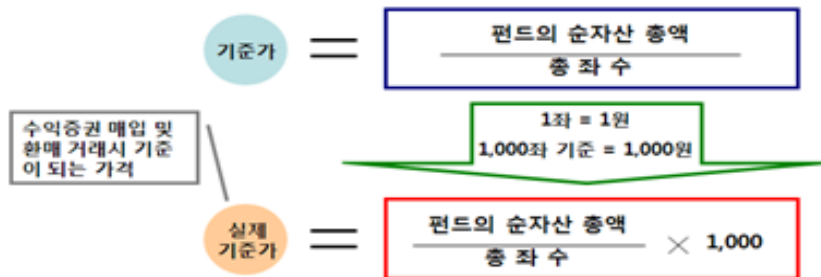 기준가
=
펀드의 순자산 총액
총 좌 수
수익증권 매입 및
환매 거래시 기준
이 되는 가격
1좌 = 1원
1,000좌 기준 = 1,000원
실제
기준가
=
펀드의 순자산 총액
총 좌 수
× 1,000